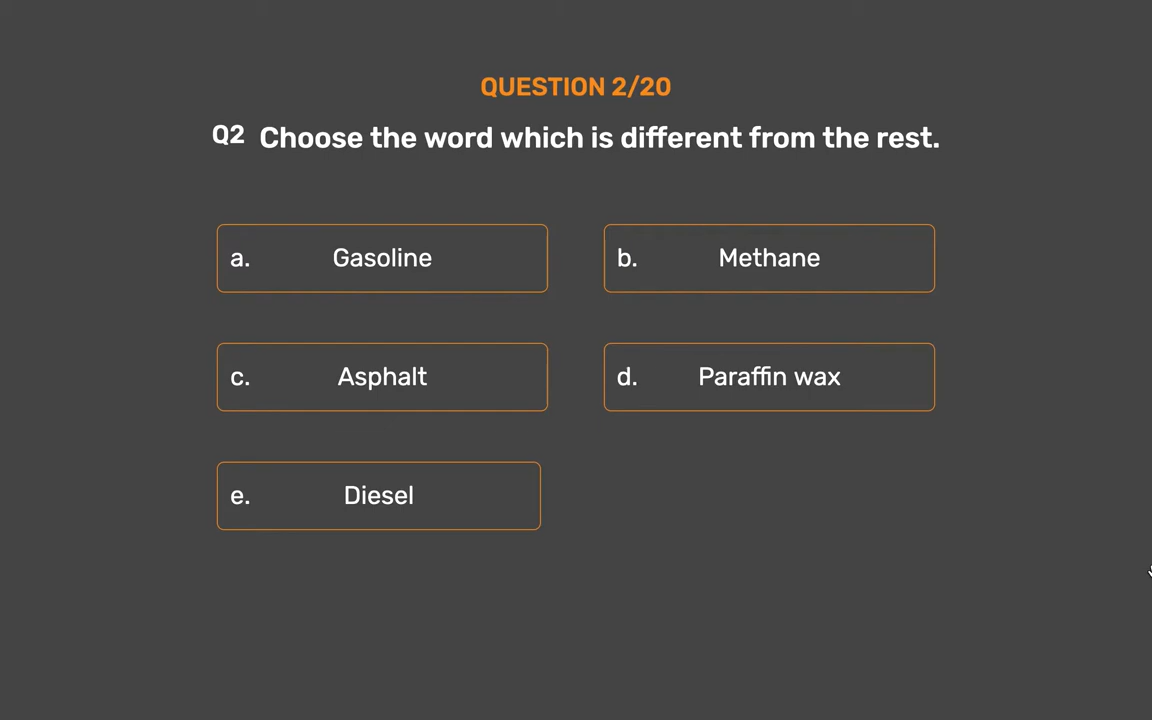 QUESTION 2/20
Q2 Choose the word which is different from the rest.
a. Gasoline
b. Methane
c. Asphalt
d. Paraffin wax
e. Diesel